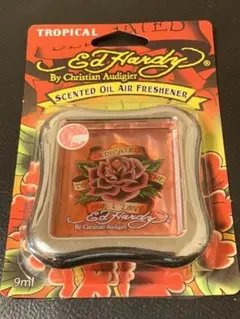 TROPICAL
Ed Hardy®
By Christian Audigier
SCENTED OIL AIR FRESHENER
Ed Hardy
By Christian Audigier
9ml